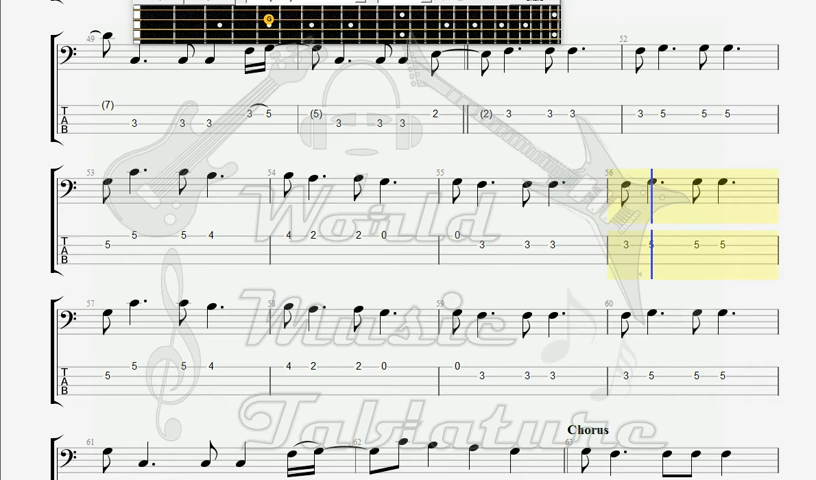 G
49
52
(7)
3 5
T (5) 2 (2) 3 3 3 3 5 5 5
A 3 3 3 3 3 3
B
53 54 55 56
T 5 5 4 4 2 2 0 0
A 5 3 3 3 3 5 5 5
B
World
57 58 59 60
Music
T 5 5 4 4 2 2 0 0
A 5 3 3 3 3 5 5 5
B
Tablature
Chorus
61 62 63